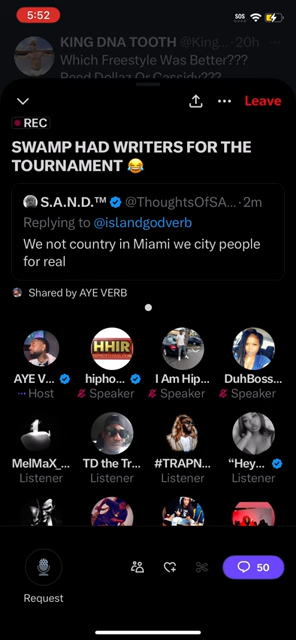 5:52
SOS
KING DNA TOOTH @King... · 20h
Which Freestyle Was Better???
Reed Dollaz Or Cassidy???
Leave
REC
SWAMP HAD WRITERS FOR THE
TOURNAMENT 😂
S.A.N.D.™ @ThoughtsOfSA... · 2m
Replying to @islandgodverb
We not country in Miami we city people
for real
Shared by AYE VERB
HHIR
AYE V... hipho... I Am Hip... DuhBoss...
Host Speaker Speaker Speaker
MelMaX_... TD the Tr... #TRAPN... “Hey...
Listener Listener Listener Listener
50
Request